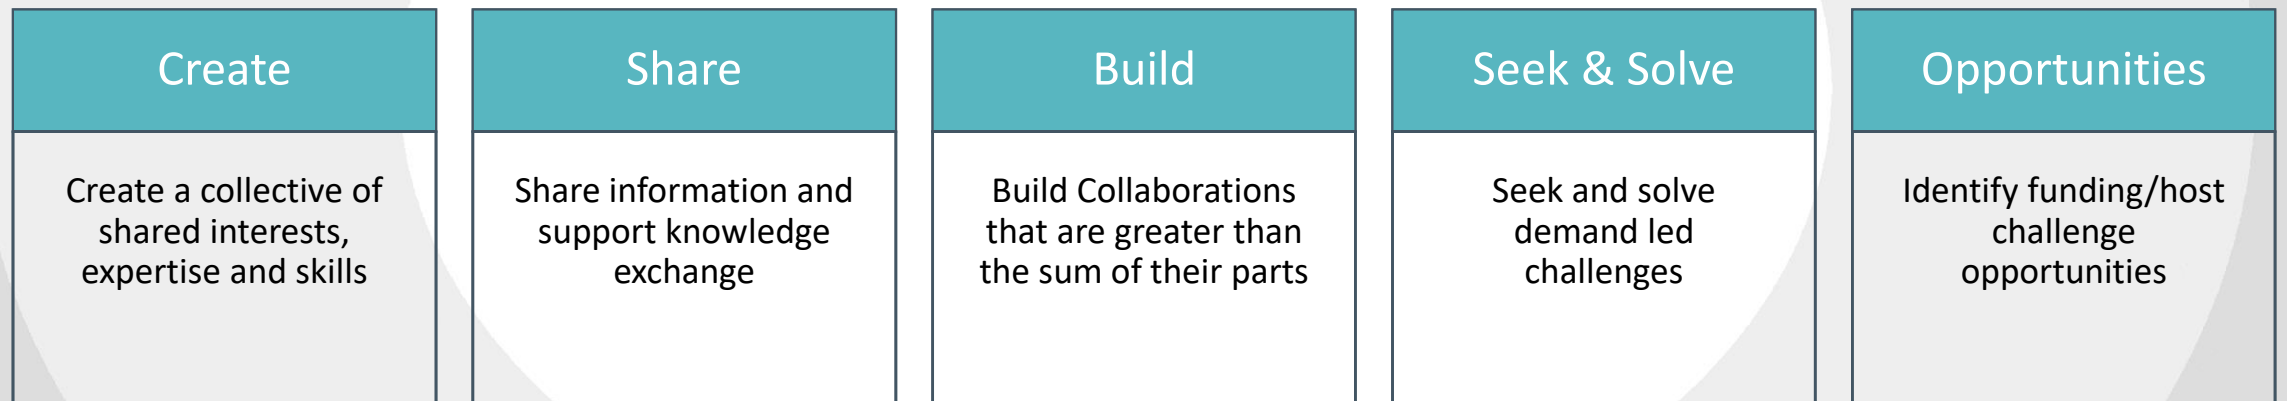 Create
Create a collective of
shared interests,
expertise and skills
Share
Share information and
support knowledge
exchange
Build
Build Collaborations
that are greater than
the sum of their parts
Seek & Solve
Seek and solve
demand led
challenges
Opportunities
Identify funding/host
challenge
opportunities